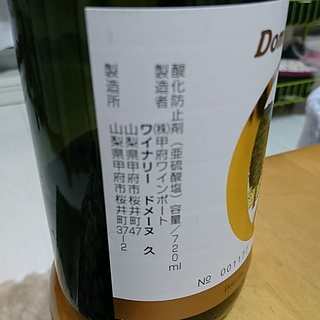 酸化防止剤（亜硫酸塩）容量／720ml
製造者 ㈱甲府ワインポート
ワイナリー ドメーヌ 久
山梨県甲府市桜井町47
製造所 山梨県甲府市桜井町37-2
Dom
No 00117